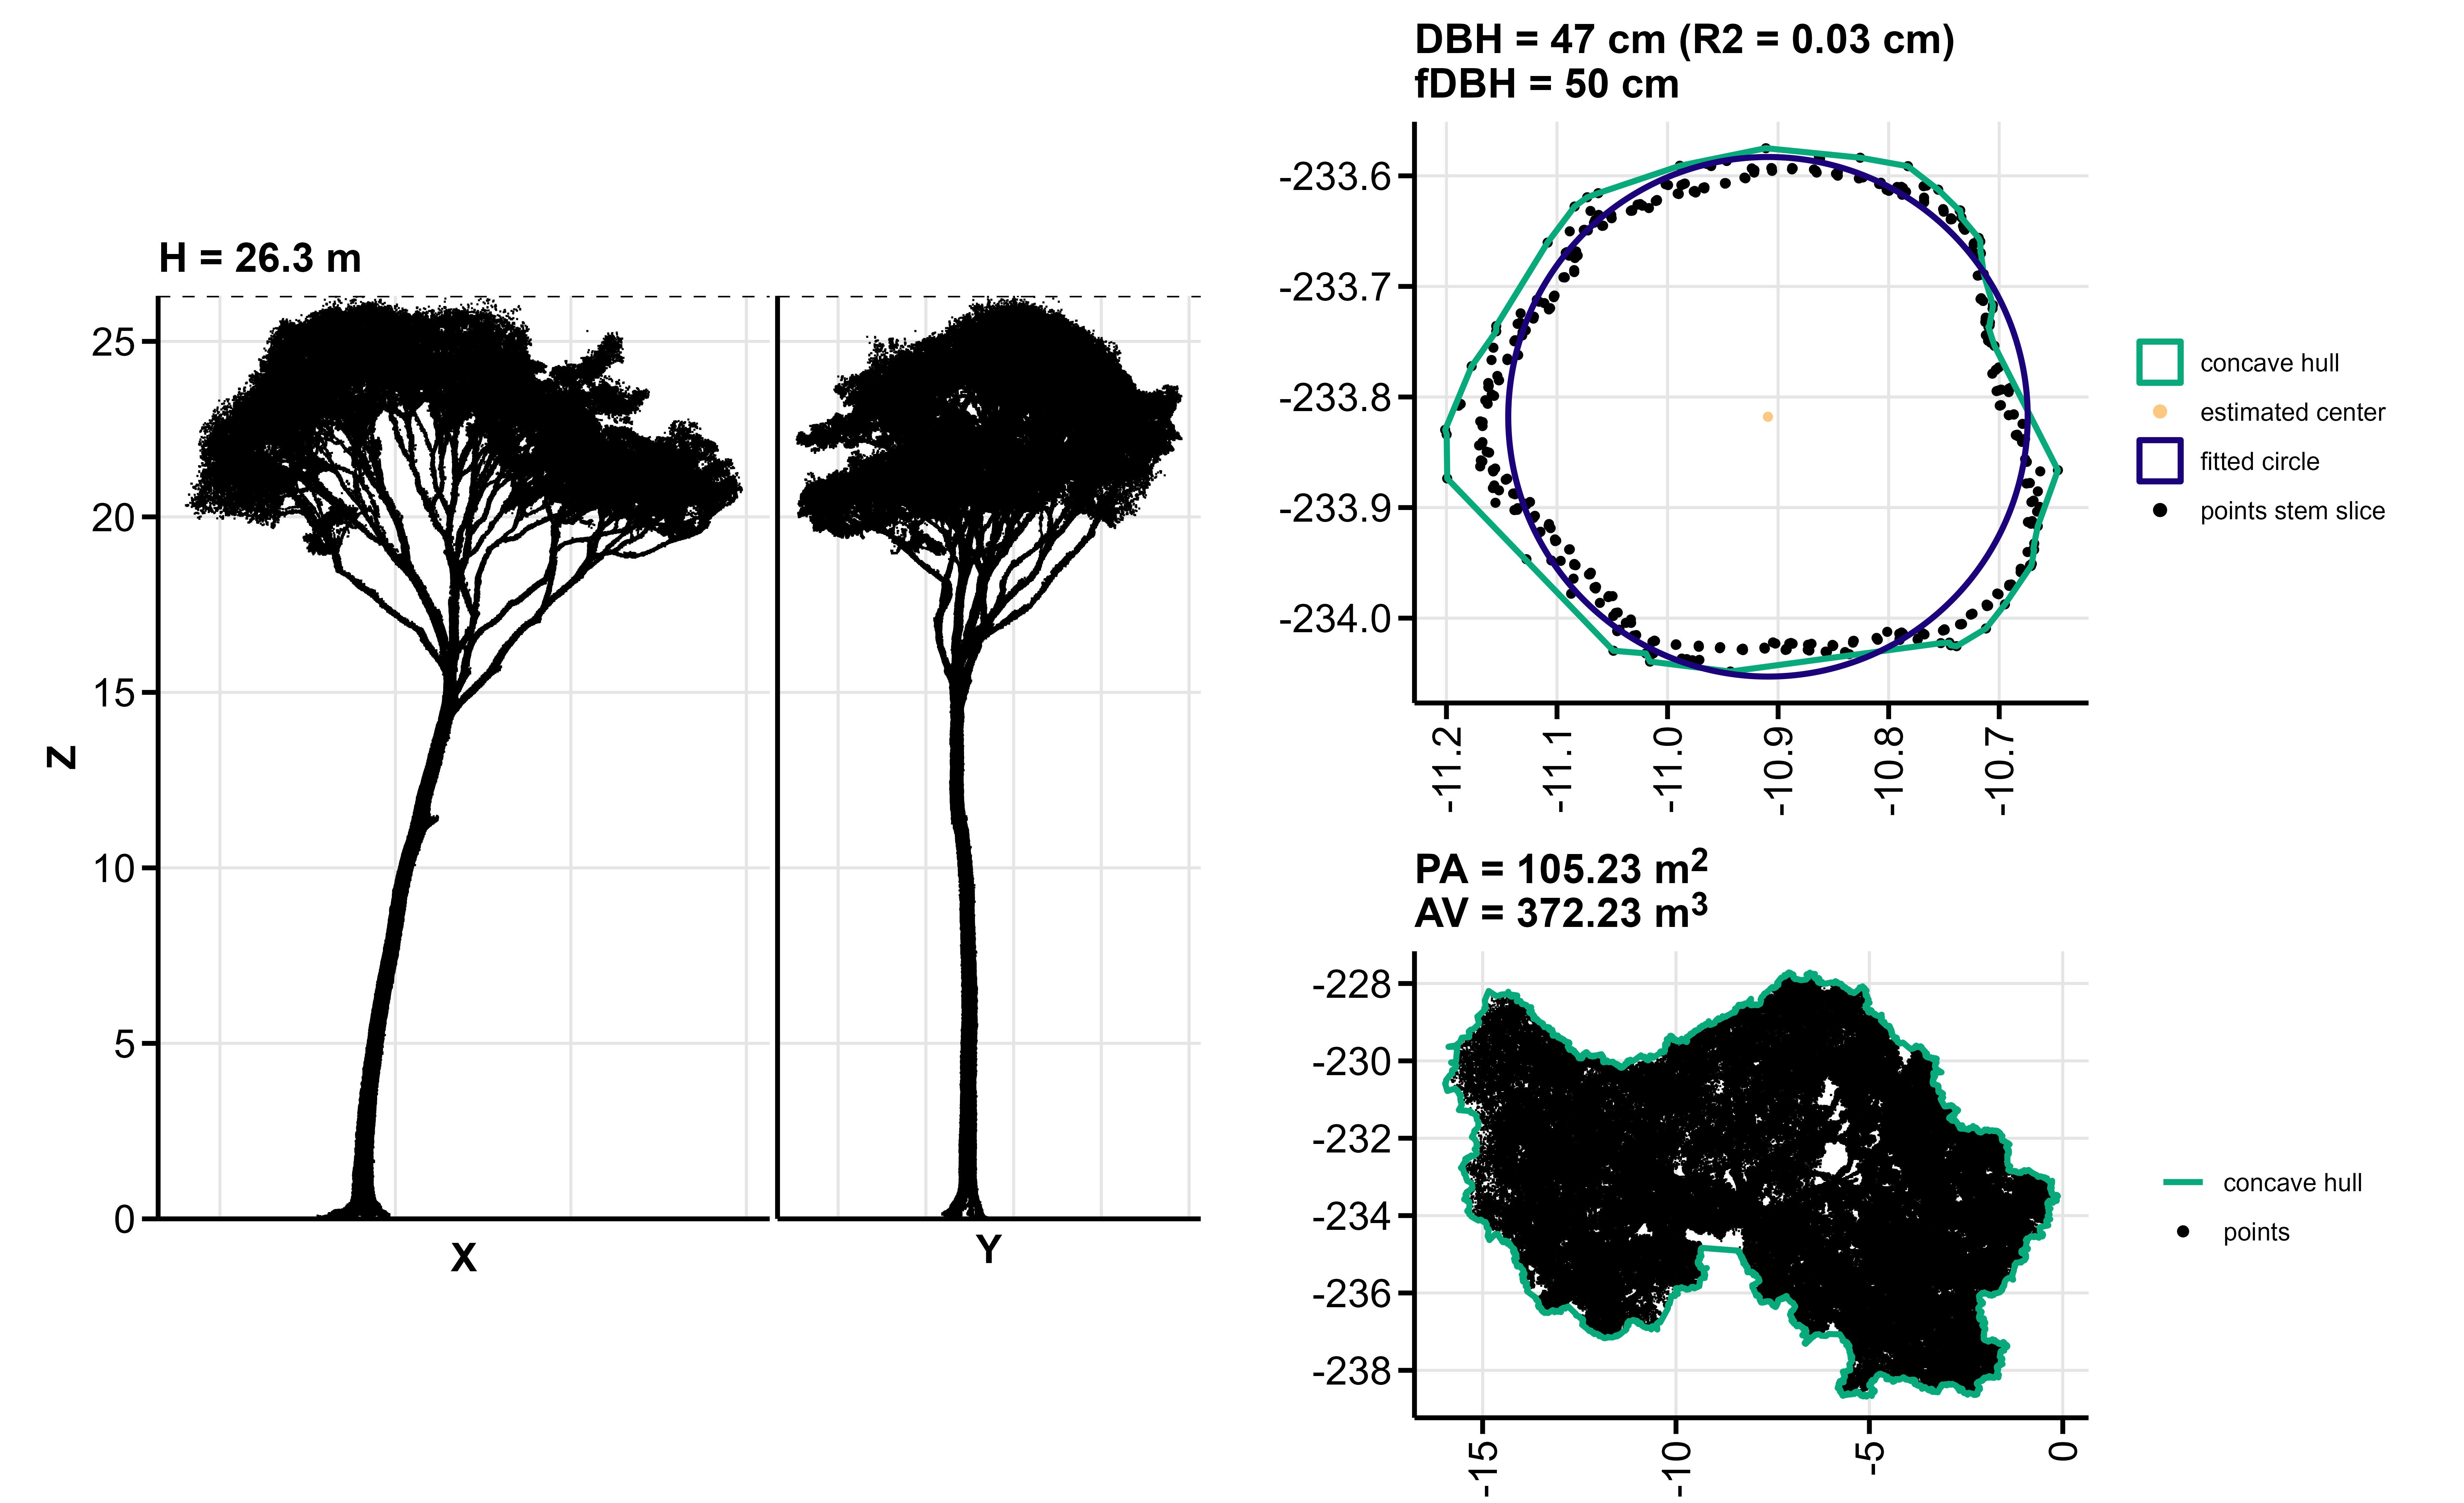 H = 26.3 m
25
20
15
10
5
0
Z
X
Y
DBH = 47 cm (R2 = 0.03 cm)
fDBH = 50 cm
-233.6
-233.7
-233.8
-233.9
-234.0
-11.2
-11.1
-11.0
-10.9
-10.8
-10.7
concave hull
estimated center
fitted circle
points stem slice
PA = 105.23 m²
AV = 372.23 m³
-228
-230
-232
-234
-236
-238
-15
-10
-5
0
concave hull
points